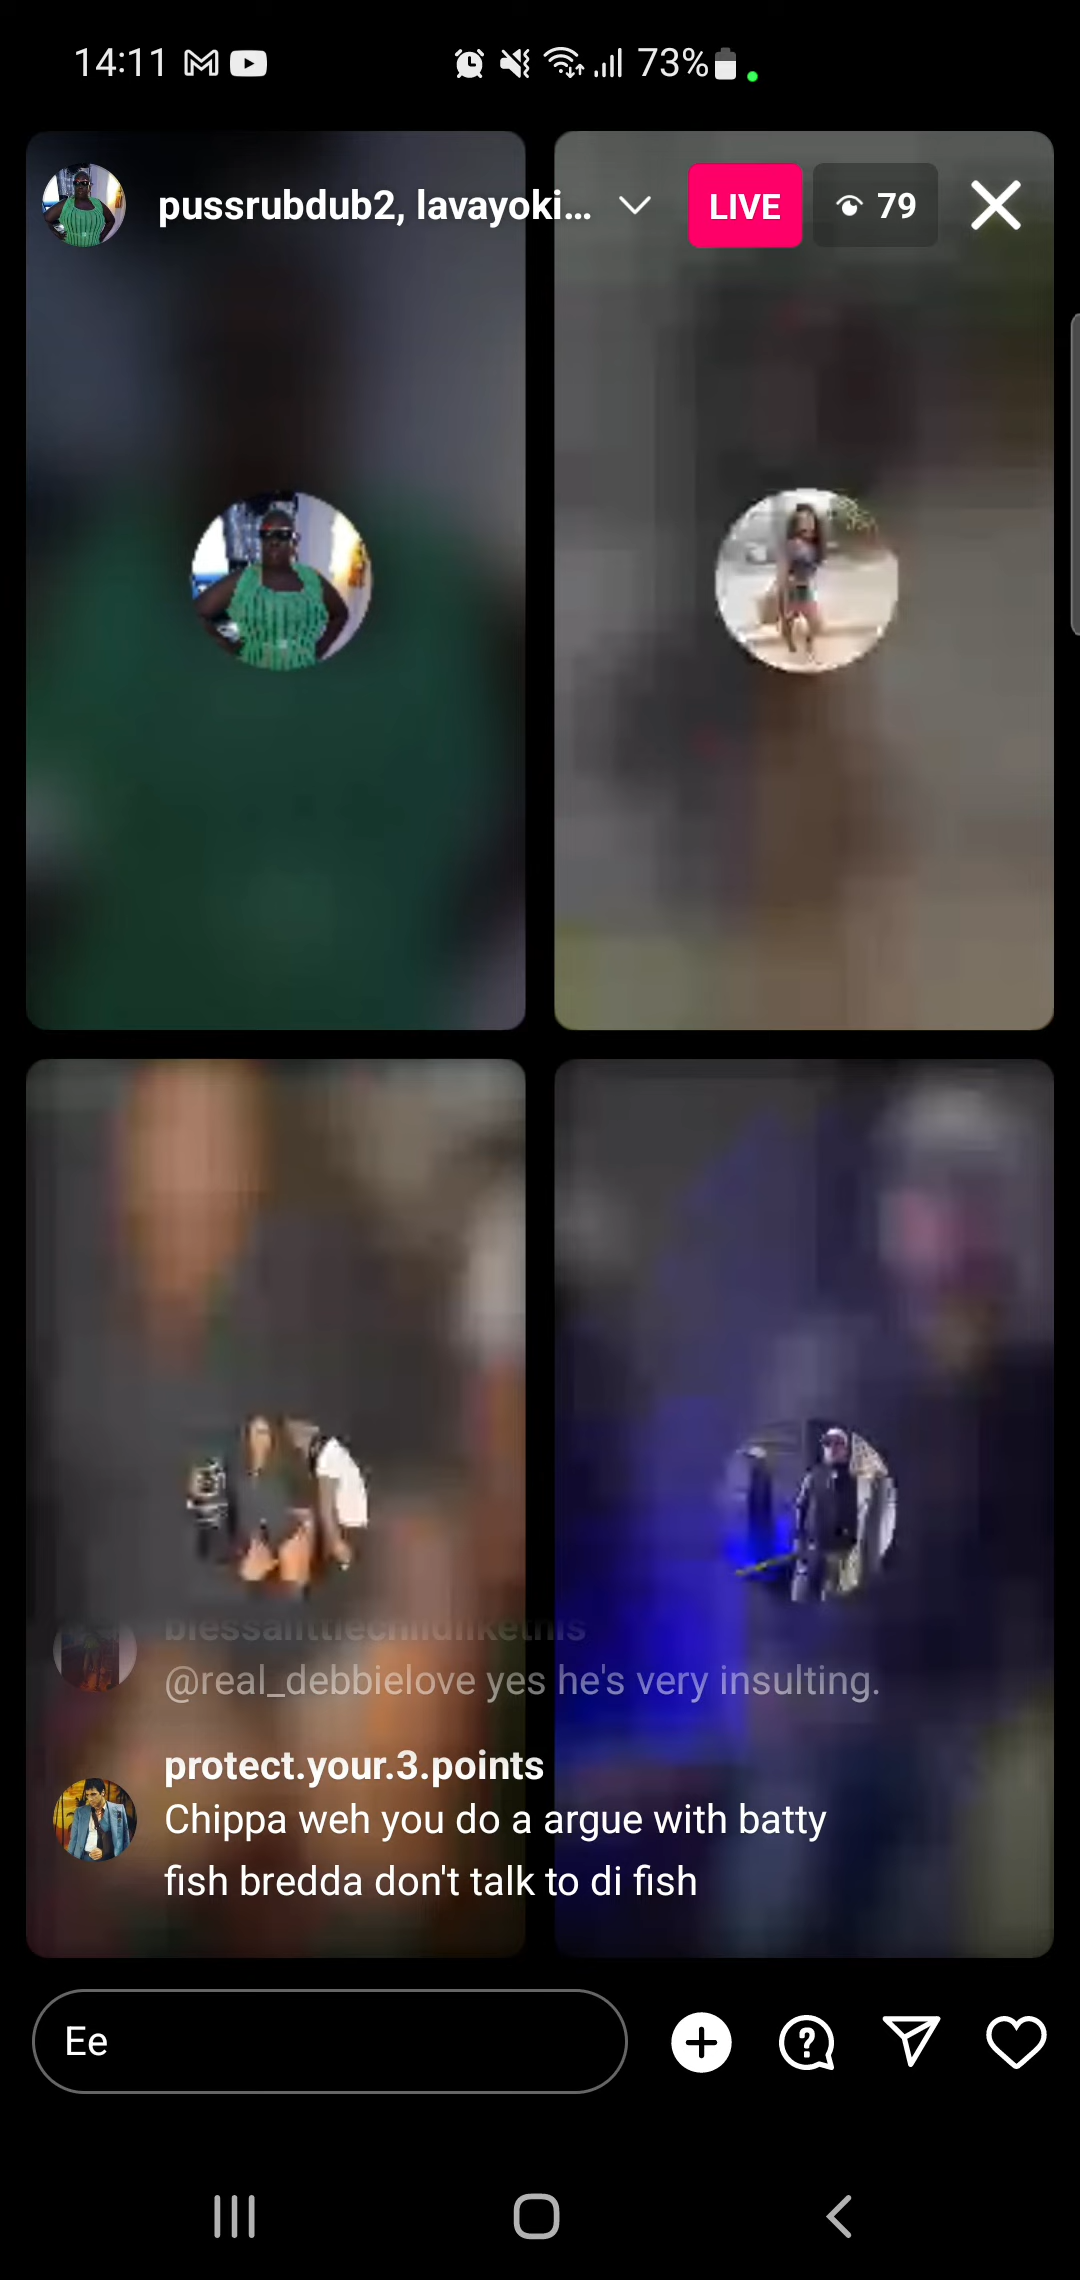 14:11 73%
pussrubdub2, lavayoki... LIVE 79
blessanttlechildlikethis
@real_debbielove yes he's very insulting.
protect.your.3.points
Chippa weh you do a argue with batty
fish bredda don't talk to di fish
Ee